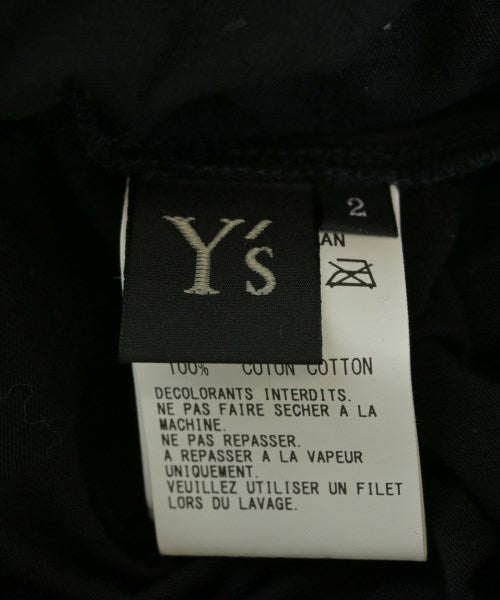 Y's
2
100% COTON COTTON
DECOLORANTS INTERDITS.
NE PAS FAIRE SECHER A LA
MACHINE.
NE PAS REPASSER.
A REPASSER A LA VAPEUR
UNIQUEMENT.
VEUILLEZ UTILISER UN FILET
LORS DU LAVAGE.